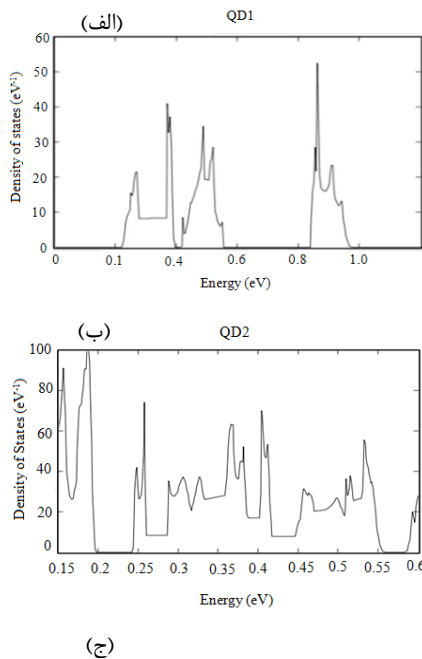 (الف)
QD1
60
50
40
30
20
10
0
Density of states (eV-1)
0 0.1 0.4 0.6 0.8 1.0
Energy (eV)
(ب)
QD2
100
80
60
40
20
0
Density of States (eV-1)
0.15 0.2 0.25 0.3 0.35 0.4 0.45 0.5 0.55 0.6
Energy (eV)
(ج)